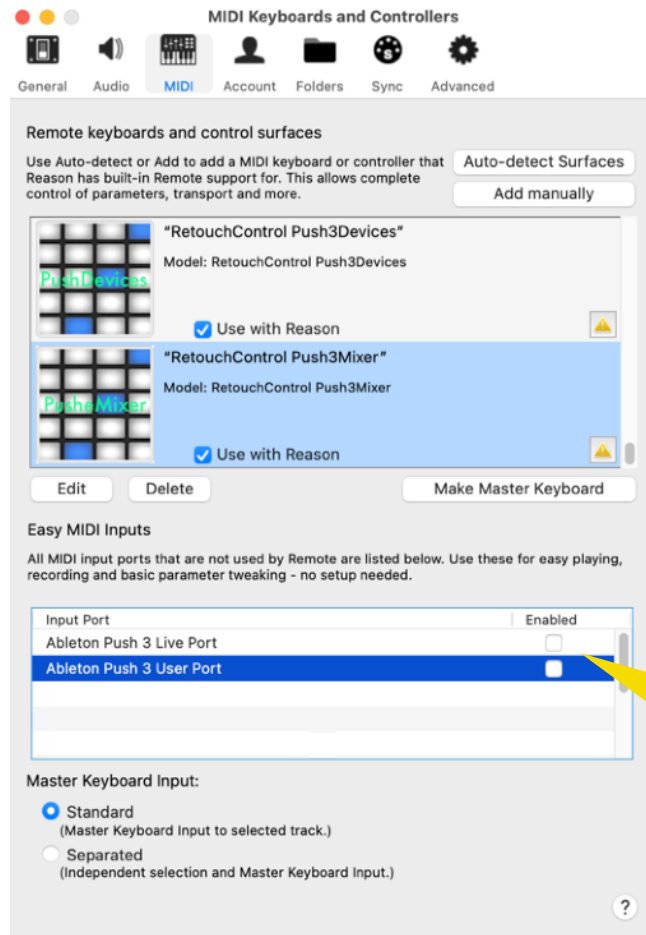 MIDI Keyboards and Controllers
General Audio MIDI Account Folders Sync Advanced
Remote keyboards and control surfaces
Use Auto-detect or Add to add a MIDI keyboard or controller that
Reason has built-in Remote support for. This allows complete
control of parameters, transport and more.
Auto-detect Surfaces
Add manually
PushDevices
"RetouchControl Push3Devices"
Model: RetouchControl Push3Devices
Use with Reason
PusheMixer
"RetouchControl Push3Mixer"
Model: RetouchControl Push3Mixer
Use with Reason
Edit Delete Make Master Keyboard
Easy MIDI Inputs
All MIDI input ports that are not used by Remote are listed below. Use these for easy playing,
recording and basic parameter tweaking - no setup needed.
Input Port Enabled
Ableton Push 3 Live Port
Ableton Push 3 User Port
Master Keyboard Input:
Standard
(Master Keyboard Input to selected track.)
Separated
(Independent selection and Master Keyboard Input.)
?